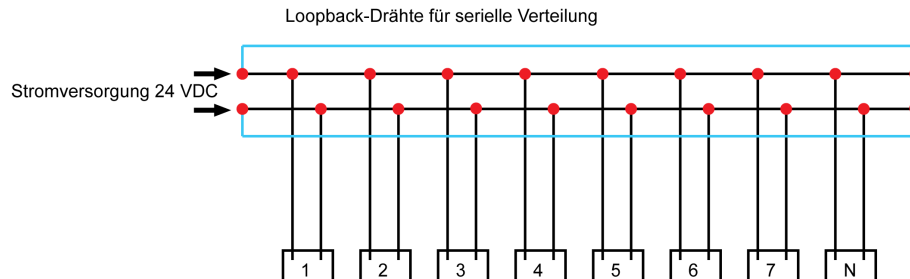 Loopback-Drähte für serielle Verteilung
Stromversorgung 24 VDC
1 2 3 4 5 6 7 N